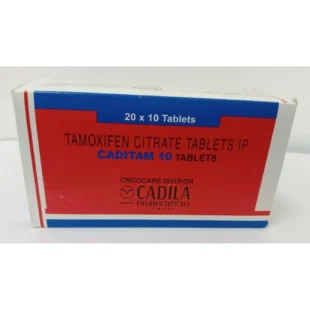 20 x 10 Tablets
TAMOXIFEN CITRATE TABLETS IP
CADITAM 10 TABLETS
ONCOCARE DIVISION
CADILA
PHARMACEUTICALS